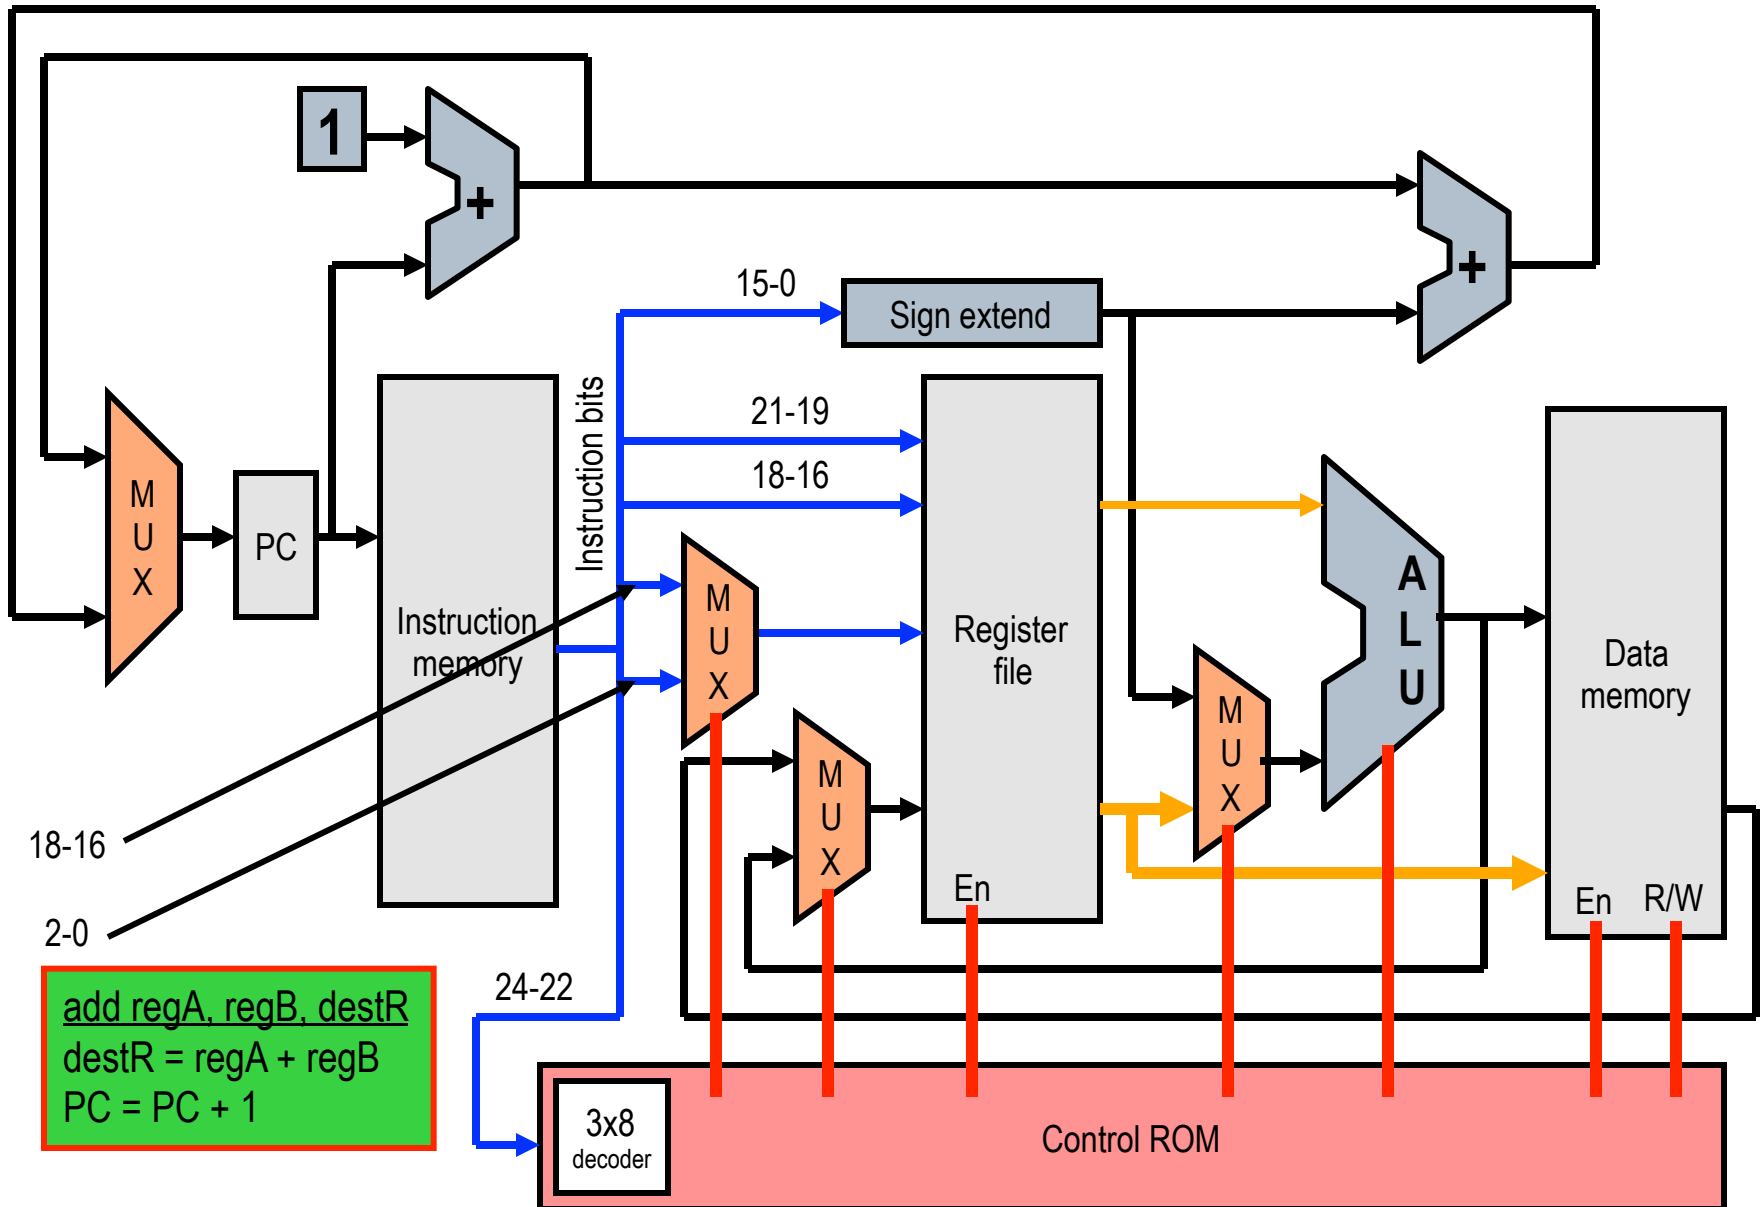 1
+
+
15-0
Sign extend
Instruction bits
21-19
18-16
M
U
X
PC
Instruction
memory
M
U
X
Register
file
En
M
U
X
M
U
X
A
L
U
Data
memory
En
R/W
18-16
2-0
24-22
add regA, regB, destR
destR = regA + regB
PC = PC + 1
3x8
decoder
Control ROM